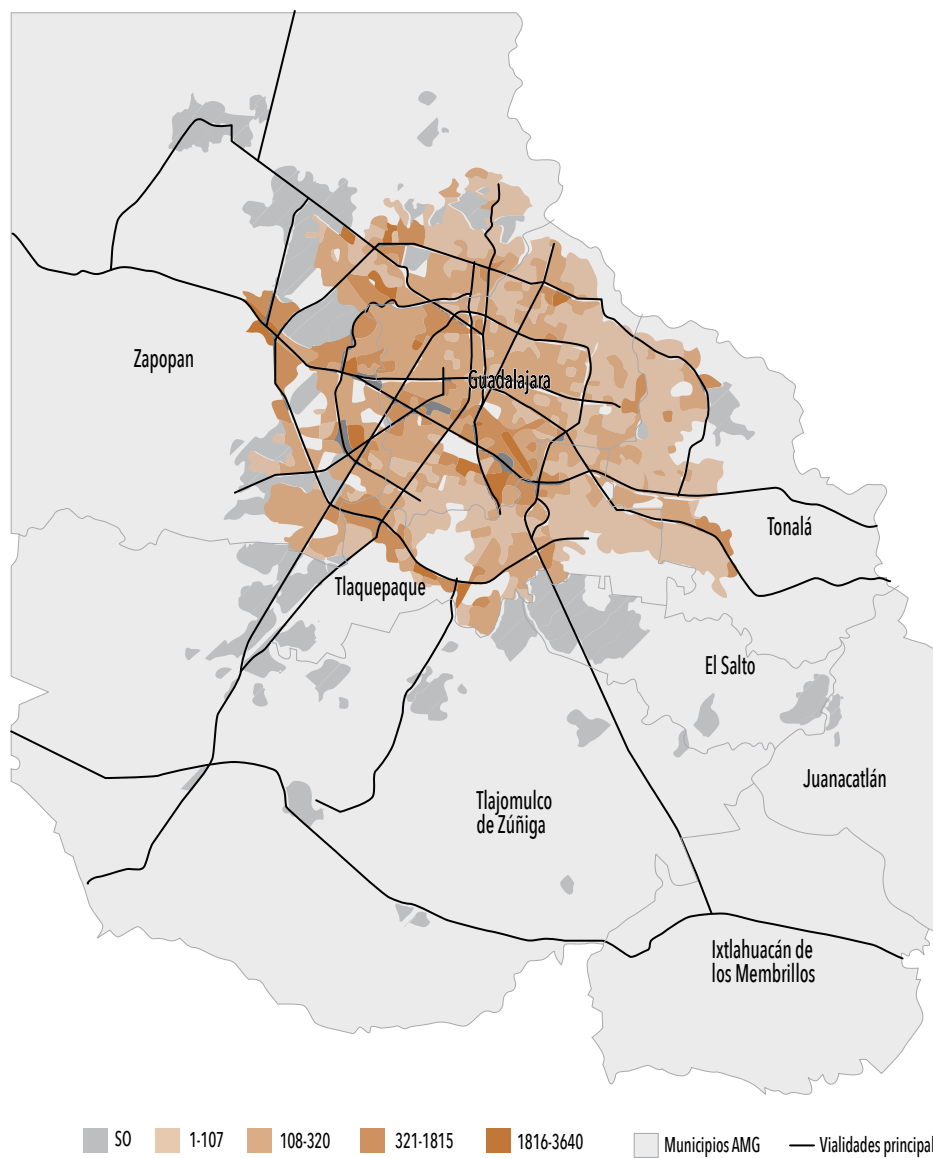 Zapopan
Guadalajara
Tonalá
Tlaquepaque
El Salto
Juanacatlán
Tlajomulco
de Zúñiga
Ixtlahuacán de
los Membrillos
SO
1-107
108-320
321-1815
1816-3640
Municipios AMG
Vialidades principal